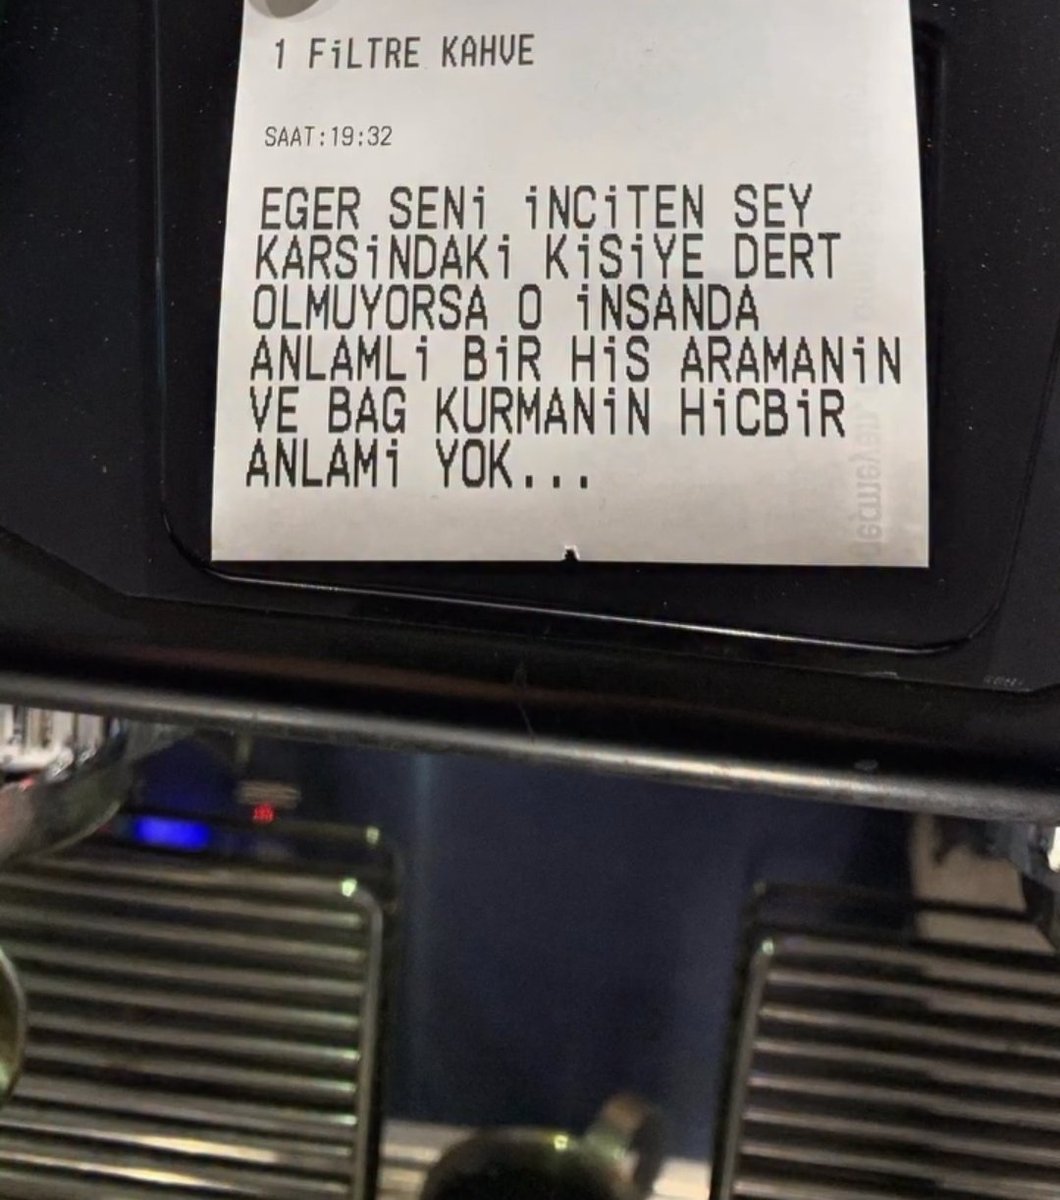 1 FiLTRE KAHVE
SAAT:19:32
EGER SENi iNCiTEN SEY
KARSiNDAKi KiSiYE DERT
OLMUYORSA O iNSANDA
ANLAMLi BiR HiS ARAMANiN
VE BAG KURMANiN HiCBiR
ANLAMi YOK...